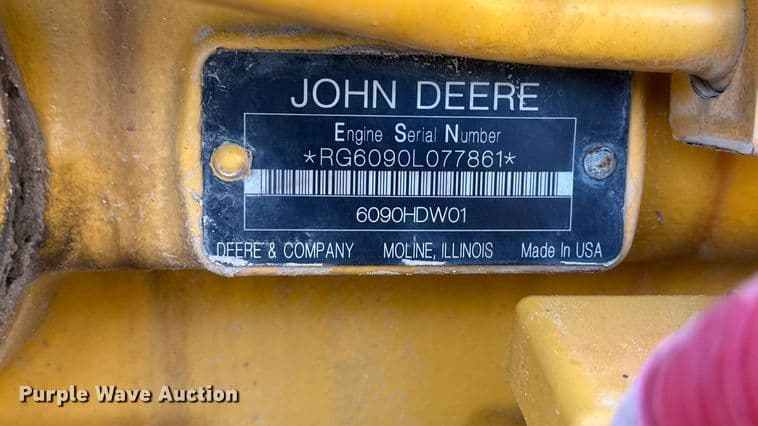 JOHN DEERE
Engine Serial Number
*RG6090L077861*
6090HDW01
DEERE & COMPANY MOLINE, ILLINOIS Made In USA
Purple Wave Auction